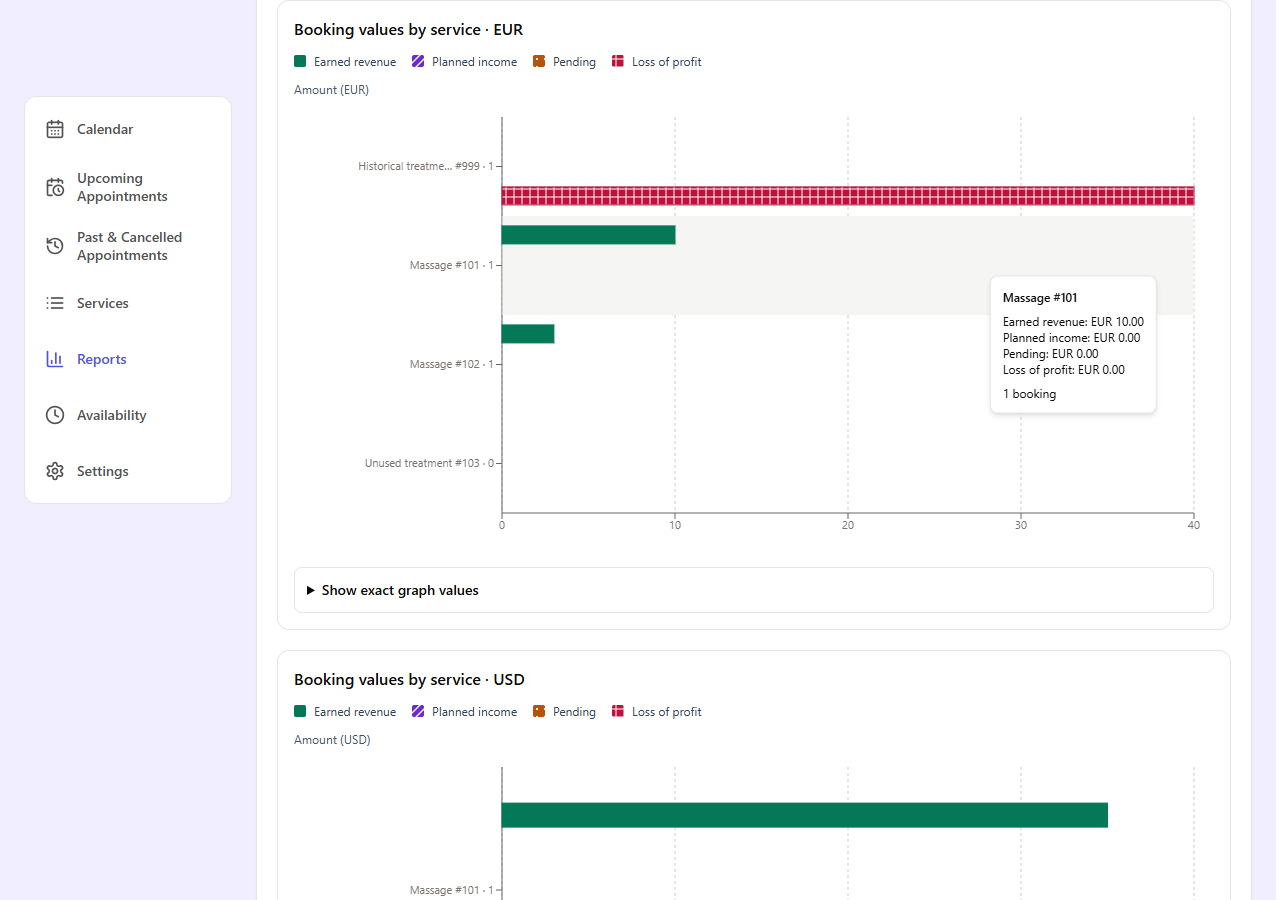 Calendar
Upcoming
Appointments
Past & Cancelled
Appointments
Services
Reports
Availability
Settings
Booking values by service · EUR
Earned revenue
Planned income
Pending
Loss of profit
Amount (EUR)
Historical treatme... #999 · 1
Massage #101 · 1
Massage #102 · 1
Unused treatment #103 · 0
0
10
20
30
40
Massage #101
Earned revenue: EUR 10.00
Planned income: EUR 0.00
Pending: EUR 0.00
Loss of profit: EUR 0.00
1 booking
Show exact graph values
Booking values by service · USD
Earned revenue
Planned income
Pending
Loss of profit
Amount (USD)
Massage #101 · 1